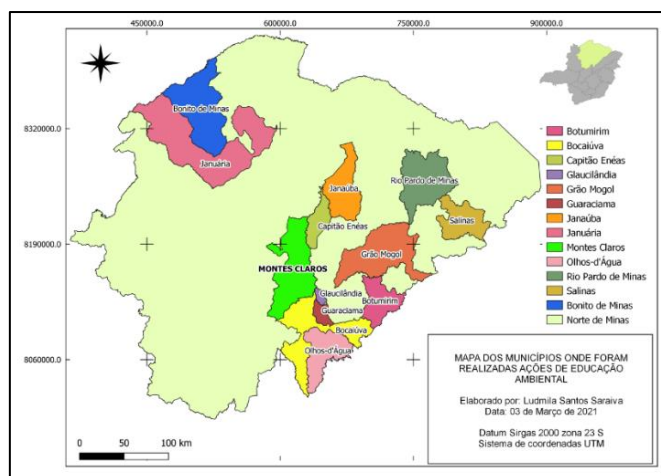 450000.0 600000.0 750000.0 900000.0
8320000.0
8190000.0
8060000.0
Bonito de Minas
Januária
Janaúba
Rio Pardo de Minas
Salinas
Capitão Enéas
Grão Mogol
MONTES CLAROS
Glaucilândia
Botumirim
Guaraciama
Bocaiúva
Olhos-d'Água
Botumirim
Bocaiúva
Capitão Enéas
Glaucilândia
Grão Mogol
Guaraciama
Janaúba
Januária
Montes Claros
Olhos-d'Água
Rio Pardo de Minas
Salinas
Bonito de Minas
Norte de Minas
0 50 100 km
MAPA DOS MUNICÍPIOS ONDE FORAM
REALIZADAS AÇÕES DE EDUCAÇÃO
AMBIENTAL
Elaborado por: Ludmila Santos Saraiva
Data: 03 de Março de 2021
Datum Sirgas 2000 zona 23 S
Sistema de coordenadas UTM